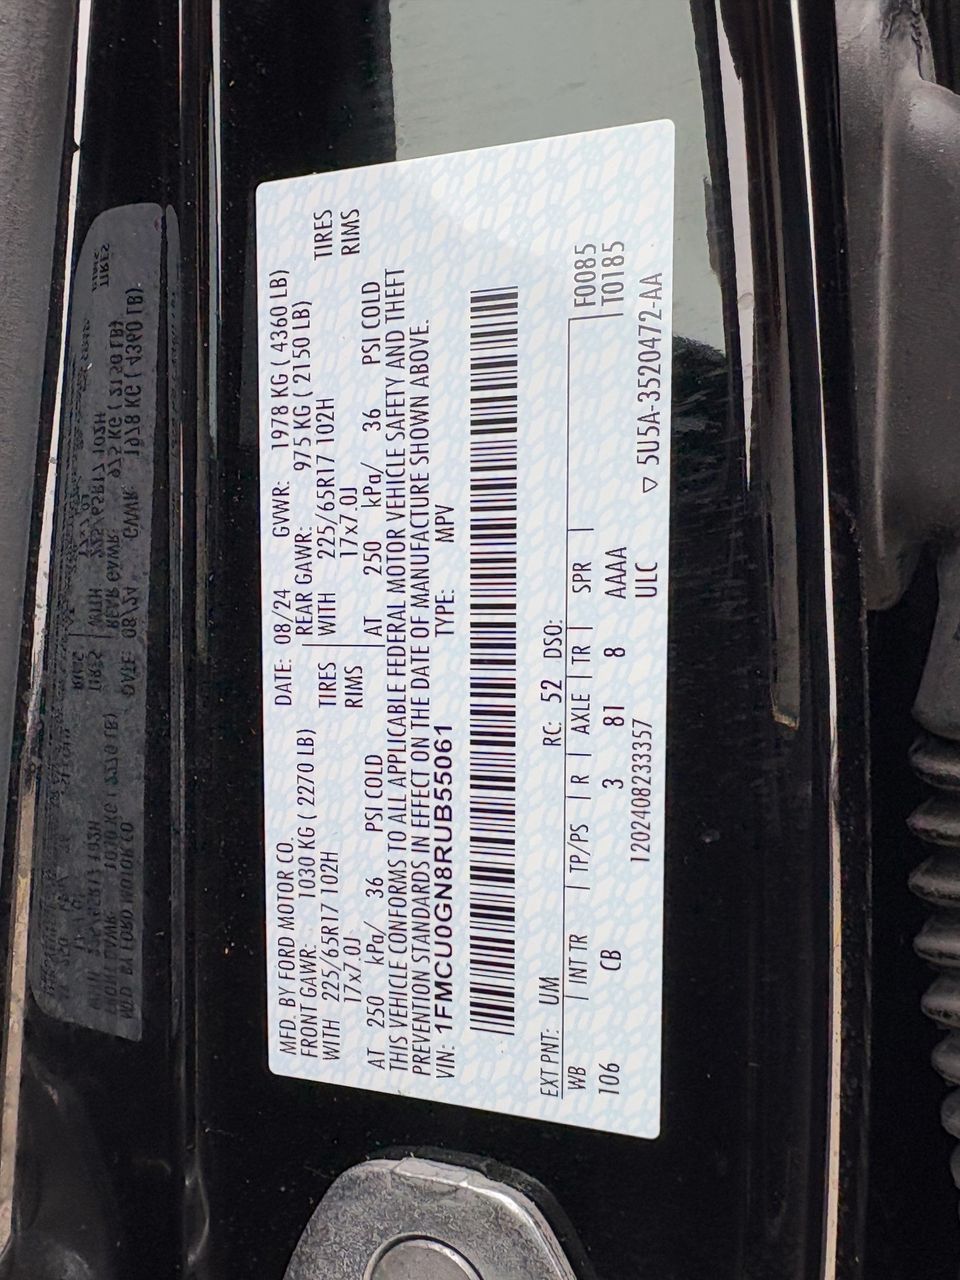 MFD. BY FORD MOTOR CO.
DATE: 08/24 GVWR: 1978 KG ( 4360 LB)
FRONT GAWR: 1030 KG ( 2270 LB) REAR GAWR: 975 KG ( 2150 LB)
WITH 225/65R17 102H TIRES WITH 225/65R17 102H TIRES
17x7.0J RIMS 17x7.0J RIMS
AT 250 kPa/ 36 PSI COLD AT 250 kPa/ 36 PSI COLD
THIS VEHICLE CONFORMS TO ALL APPLICABLE FEDERAL MOTOR VEHICLE SAFETY AND THEFT
PREVENTION STANDARDS IN EFFECT ON THE DATE OF MANUFACTURE SHOWN ABOVE.
VIN: 1FMCU0GN8RUB55061 TYPE: MPV
EXT PNT: UM RC: 52 DSO:
WB INT TR TP/PS R AXLE TR SPR F0085
106 CB 3 81 8 AAAA T0185
ULC
120240823357 ▽ 5U5A-3520472-AA